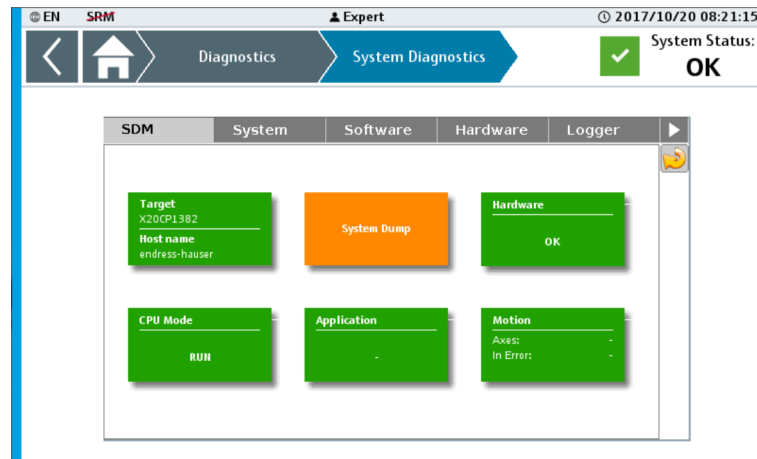 EN SRM Expert 2017/10/20 08:21:15
Diagnostics System Diagnostics System Status:
OK
SDM System Software Hardware Logger
Target
X20CP1382
Host name
endress-hauser
System Dump
Hardware
OK
CPU Mode
RUN
Application
-
Motion
Axes: -
In Error: -